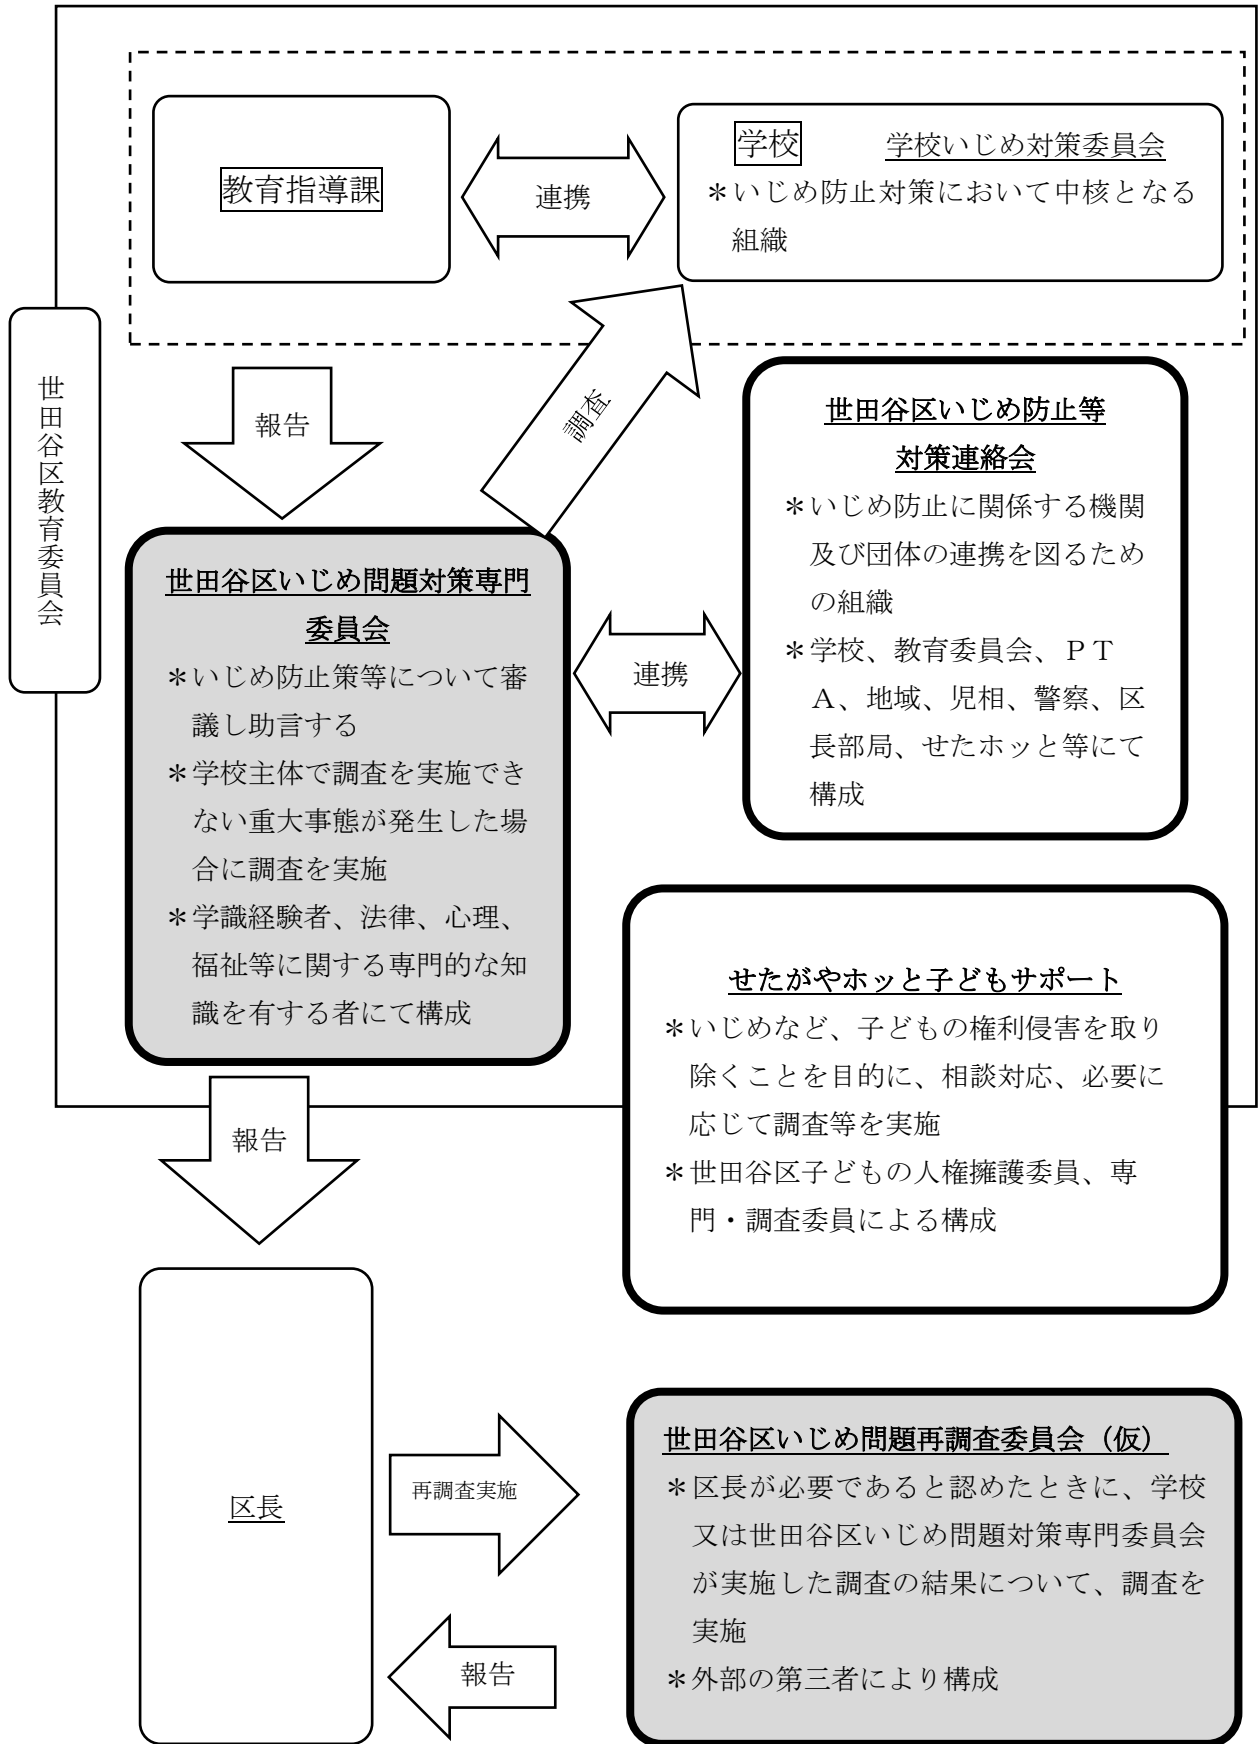 教育指導課
連携
学校 学校いじめ対策委員会
＊いじめ防止対策において中核となる
組織
世田谷区教育委員会
報告
調査
世田谷区いじめ防止等
対策連絡会
＊いじめ防止に関係する機関
及び団体の連携を図るため
の組織
＊学校、教育委員会、ＰＴ
Ａ、地域、児相、警察、区
長部局、せたホッと等にて
構成
世田谷区いじめ問題対策専門
委員会
＊いじめ防止策等について審
議し助言する
＊学校主体で調査を実施でき
ない重大事態が発生した場
合に調査を実施
＊学識経験者、法律、心理、
福祉等に関する専門的な知
識を有する者にて構成
連携
せたがやホッと子どもサポート
＊いじめなど、子どもの権利侵害を取り
除くことを目的に、相談対応、必要に
応じて調査等を実施
＊世田谷区子どもの人権擁護委員、専
門・調査委員による構成
報告
区長
再調査実施
世田谷区いじめ問題再調査委員会（仮）
＊区長が必要であると認めたときに、学校
又は世田谷区いじめ問題対策専門委員会
が実施した調査の結果について、調査を
実施
＊外部の第三者により構成
報告